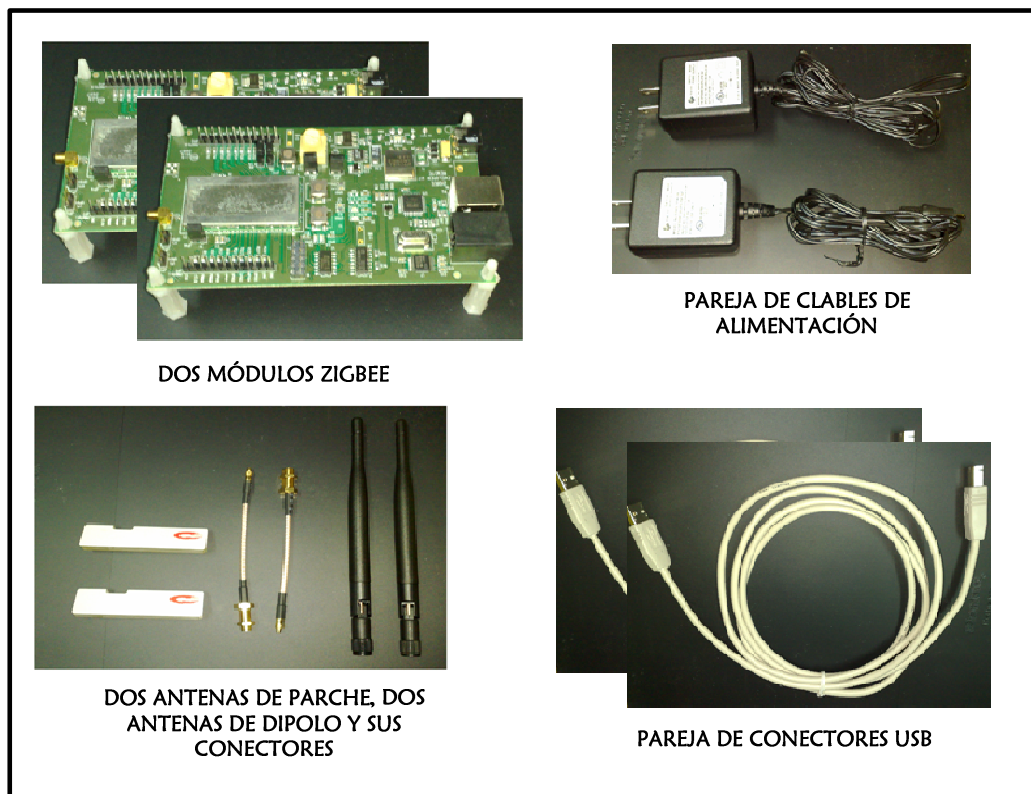 PAREJA DE CLABLES DE
ALIMENTACIÓN
DOS MÓDULOS ZIGBEE
DOS ANTENAS DE PARCHE, DOS
ANTENAS DE DIPOLO Y SUS
CONECTORES
PAREJA DE CONECTORES USB